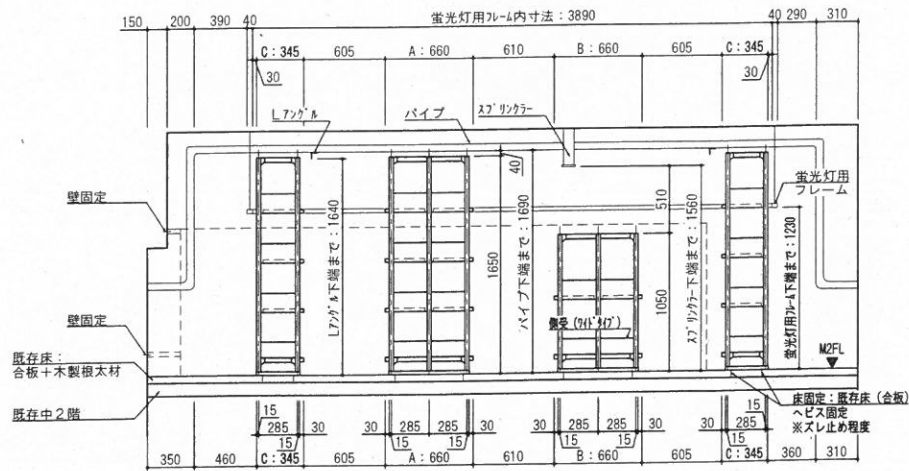 蛍光灯用フレーム内寸法：3890
150 200 390 40 40 290 310
C：345 605 A：660 610 B：660 605 C：345
30 30
Lアングル
パイプ
スプリンクラー
40
蛍光灯用
フレーム
壁固定
Lアングル下端まで：1640
1650
パイプ下端まで：1690
510
1050
スプリンクラー下端まで：1560
蛍光灯用フレーム下端まで：1230
側受（ワイドタイプ）
壁固定
M2FL
既存床：
合板＋木製根太材
既存中2階
床固定：既存床（合板）
へビス固定
※ズレ止め程度
15 15
285 30 30 285 285 30 30 285 285 30 30 285
15 15 15 15 15 15
350 460 C：345 605 A：660 610 B：660 605 C：345 360 310